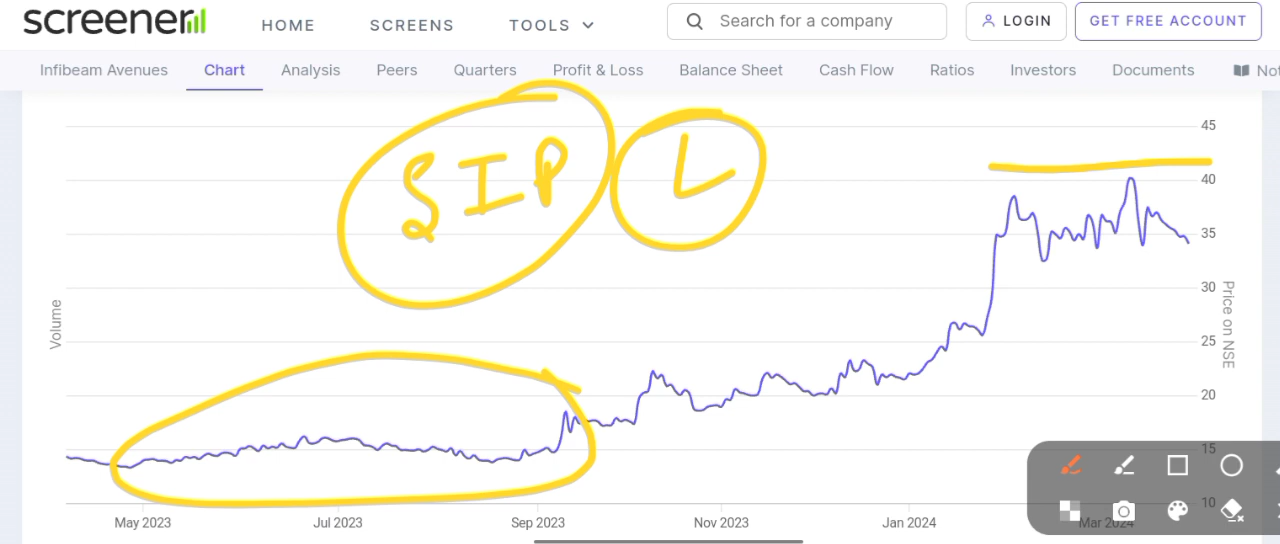 screener
HOME SCREENS TOOLS
Search for a company
LOGIN GET FREE ACCOUNT
Infibeam Avenues Chart Analysis Peers Quarters Profit & Loss Balance Sheet Cash Flow Ratios Investors Documents Not
SIP L
45
40
35
30
25
20
15
10
Volume
Price on NSE
May 2023 Jul 2023 Sep 2023 Nov 2023 Jan 2024 Mar 2024